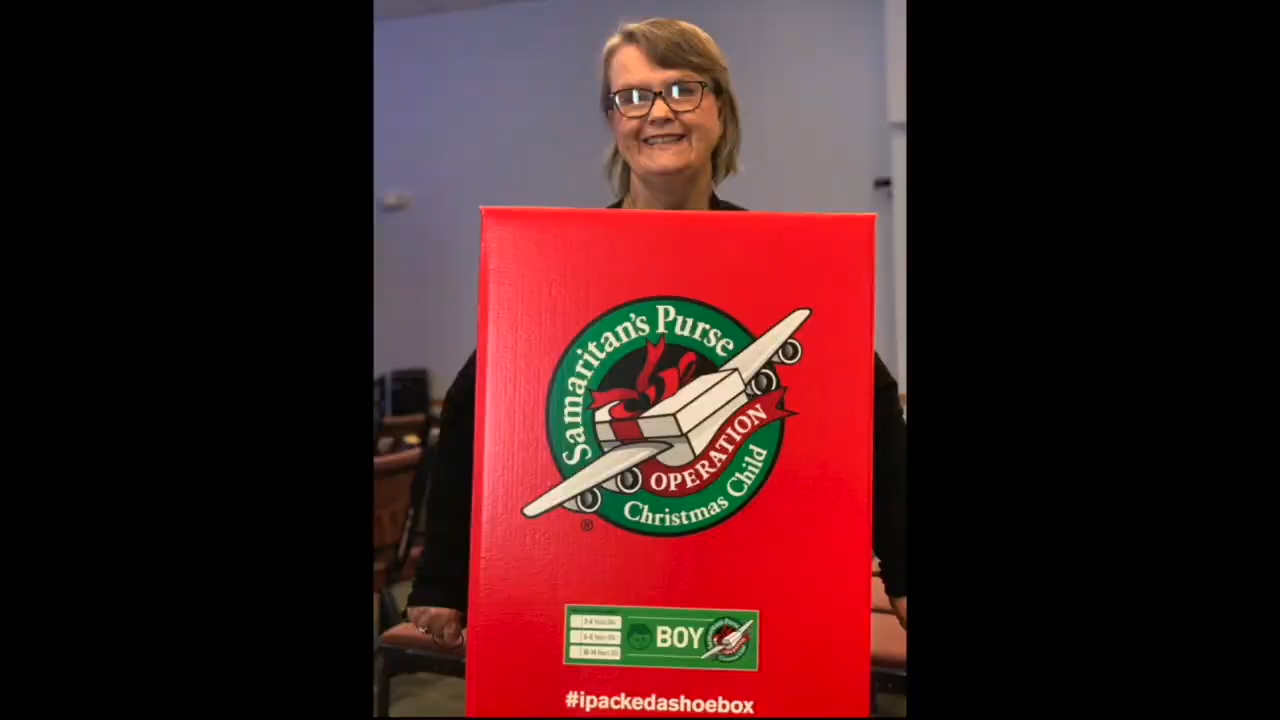 Samaritan's Purse
OPERATION
Christmas Child
®
BOY
#ipackedashoebox